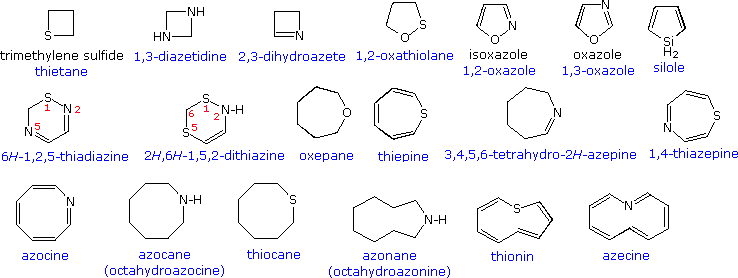 S
NH
HN
N
O S
N
O
N
O
Si
H2
trimethylene sulfide
thietane
1,3-diazetidine
2,3-dihydroazete
1,2-oxathiolane
isoxazole
1,2-oxazole
oxazole
1,3-oxazole
silole
S
1
N 2
N 5
S
6 1
N-H
2
S 5
O
S
N
N
S
6H-1,2,5-thiadiazine
2H,6H-1,5,2-dithiazine
oxepane
thiepine
3,4,5,6-tetrahydro-2H-azepine
1,4-thiazepine
N
N-H
S
N-H
S
N
azocine
azocane
(octahydroazocine)
thiocane
azonane
(octahydroazonine)
thionin
azecine